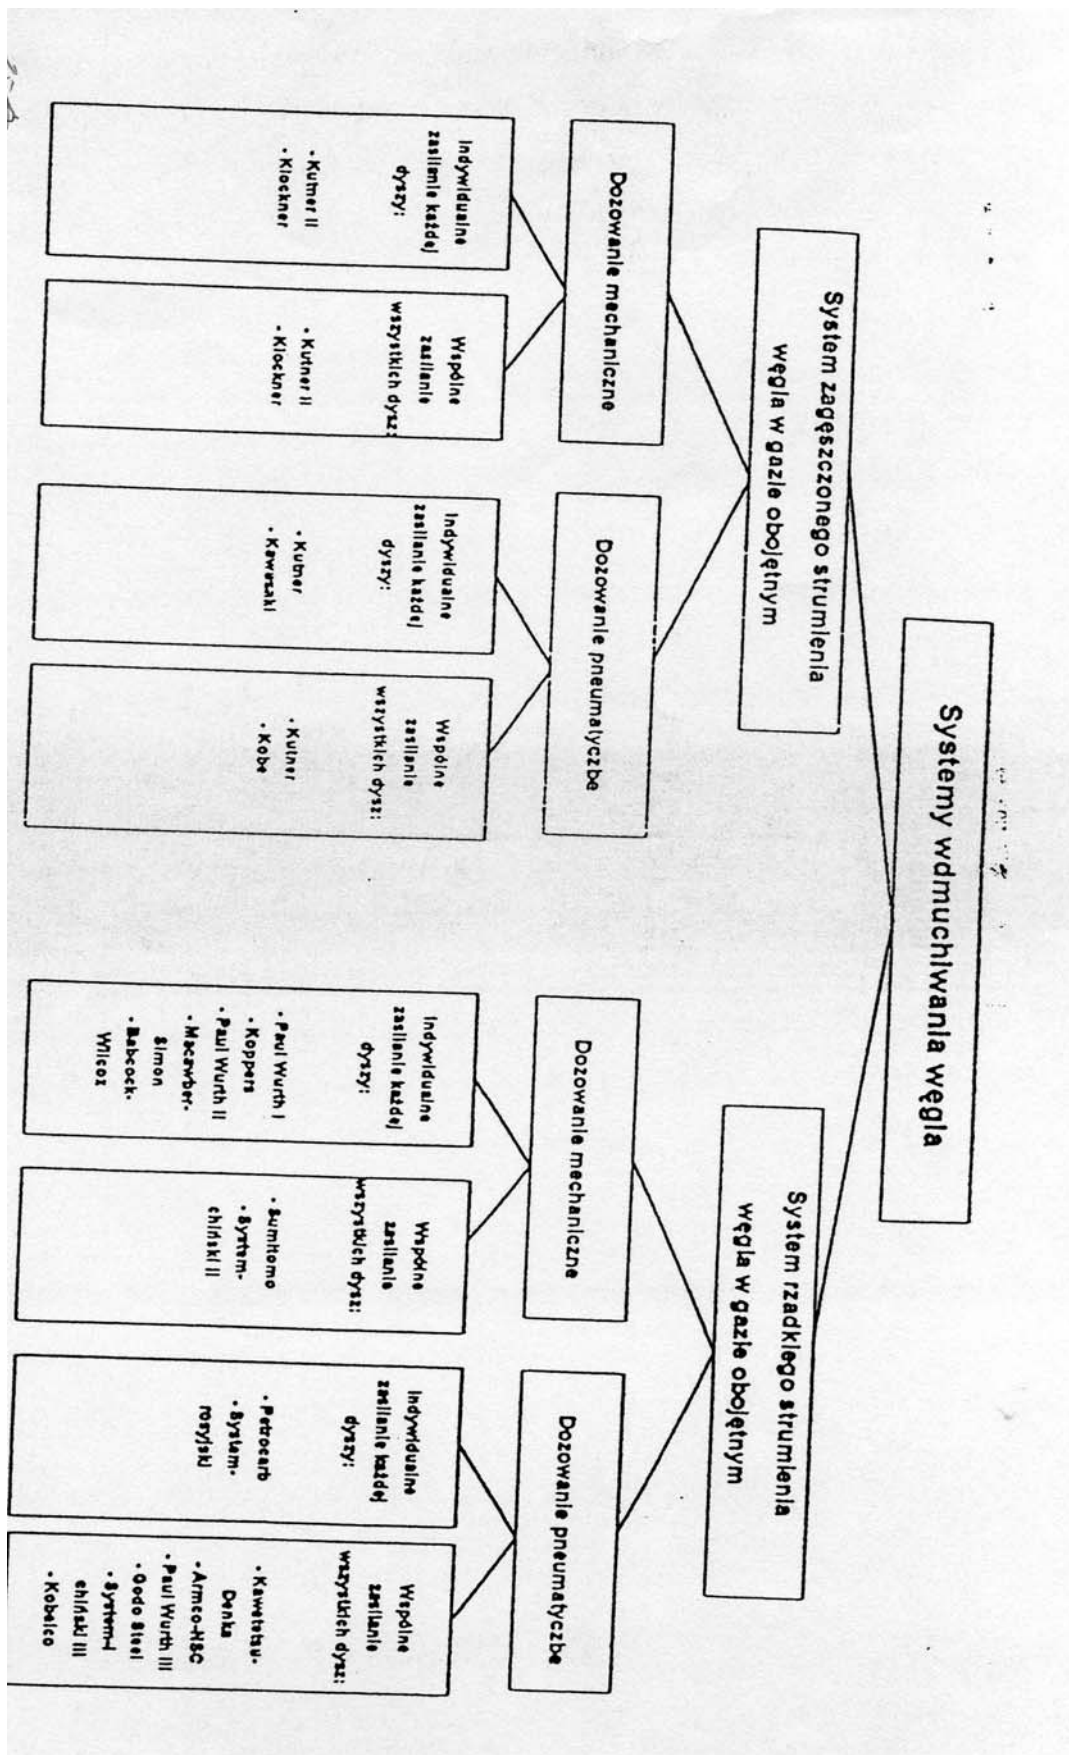 Systemy wdmuchiwania węgla
System zagęszczonego strumienia
węgla w gazie obojętnym
System rzadkiego strumienia
węgla w gazie obojętnym
Dozowanie mechaniczne
Dozowanie pneumatyczbe
Dozowanie mechaniczne
Dozowanie pneumatyczbe
Indywidualne
zasilanie każdej
dyszy:
• Kutner II
• Klockner
Wspólne
zasilanie
wszystkich dysz:
• Kutner II
• Klockner
Indywidualne
zasilanie każdej
dyszy:
• Kutner
• Kawasaki
Wspólne
zasilanie
wszystkich dysz:
• Kutner
• Kobe
Indywidualne
zasilanie każdej
dyszy:
• Paul Wurth I
• Koppers
• Paul Wurth II
• Macawber-
Simon
• Babcock-
Wilcox
Wspólne
zasilanie
wszystkich dysz:
• Sumitomo
• System-
chiński II
Indywidualne
zasilanie każdej
dyszy:
• Petrocarb
• System-
rosyjski
Wspólne
zasilanie
wszystkich dysz:
• Kawatetsu-
Denka
• Armco-NSC
• Paul Wurth III
• Godo Steel
• System-I
chiński III
• Kobelco